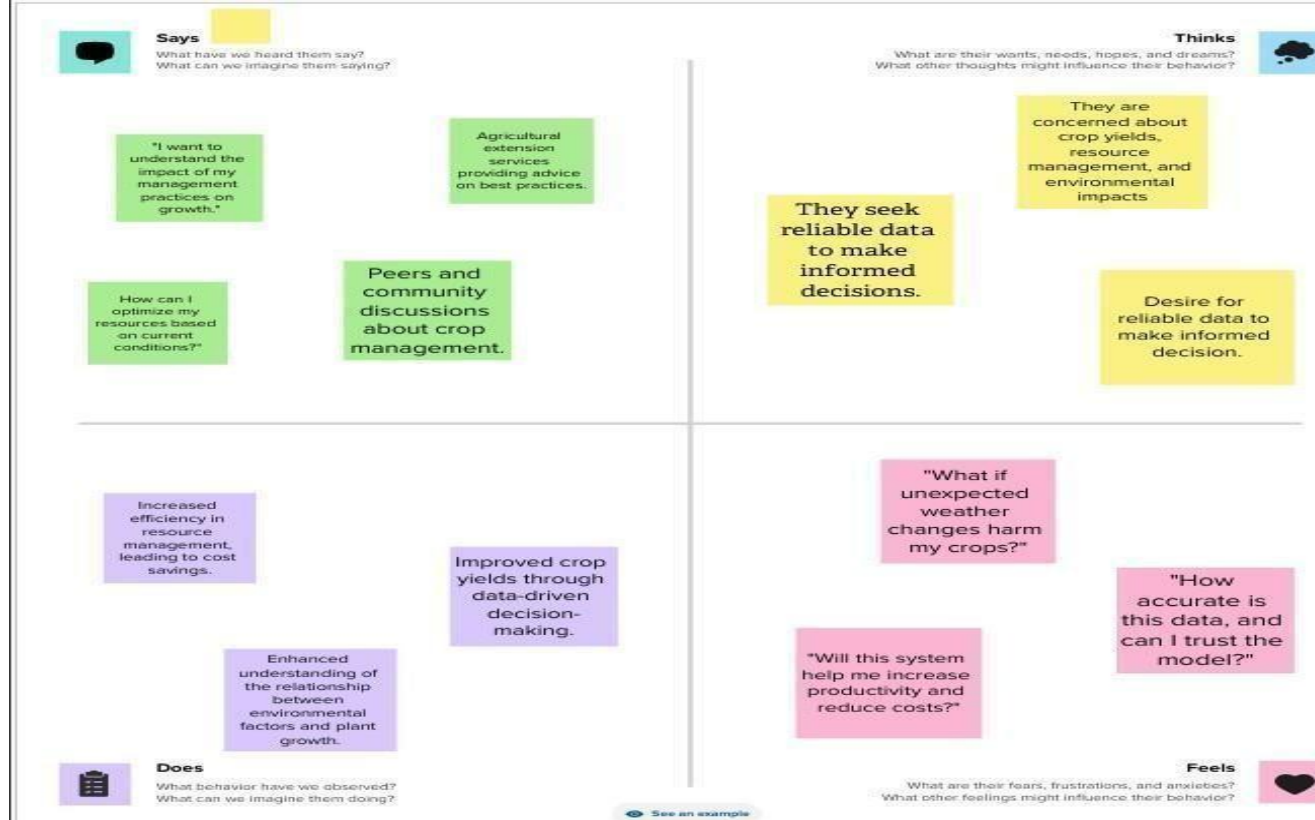 Says
What have we heard them say?
What can we imagine them saying?
Thinks
What are their wants, needs, hopes, and dreams?
What other thoughts might influence their behavior?
"I want to
understand the
impact of my
management
practices on
growth."
Agricultural
extension
services
providing advice
on best practices.
How can I
optimize my
resources based
on current
conditions?"
Peers and
community
discussions
about crop
management.
They are
concerned about
crop yields,
resource
management, and
environmental
impacts
They seek
reliable data
to make
informed
decisions.
Desire for
reliable data to
make informed
decision.
Increased
efficiency in
resource
management,
leading to cost
savings.
Improved crop
yields through
data-driven
decision-
making.
Enhanced
understanding of
the relationship
between
environmental
factors and plant
growth.
"What if
unexpected
weather
changes harm
my crops?"
"How
accurate is
this data, and
can I trust the
model?"
"Will this system
help me increase
productivity and
reduce costs?"
Does
What behavior have we observed?
What can we imagine them doing?
Feels
What are their fears, frustrations, and anxieties?
What other feelings might influence their behavior?
See an example